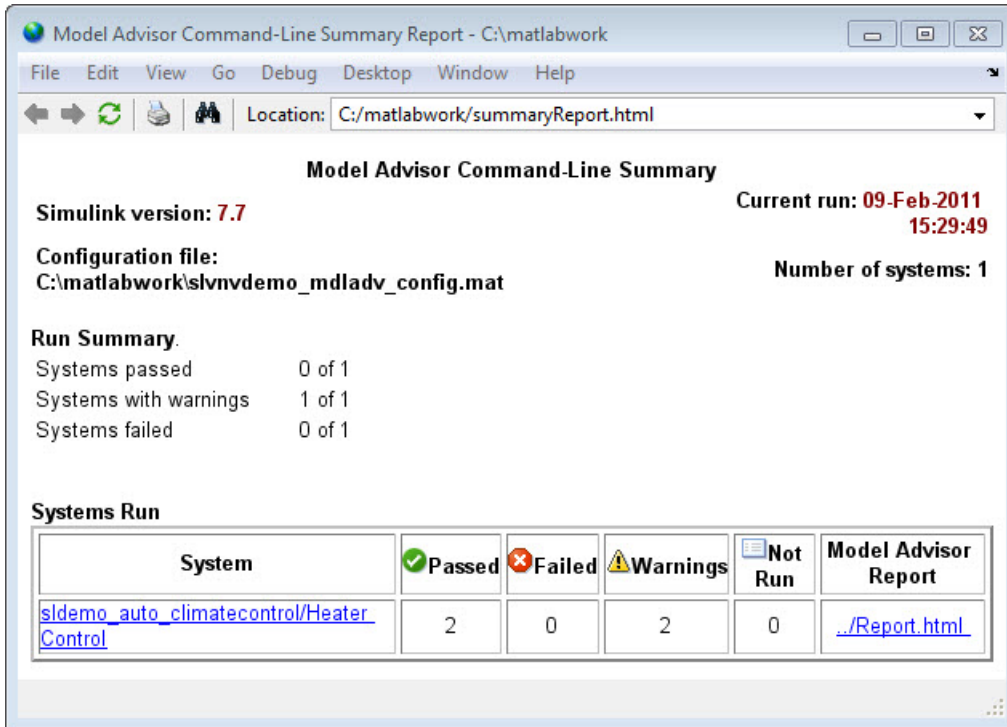 Model Advisor Command-Line Summary Report - C:\matlabwork
File Edit View Go Debug Desktop Window Help
Location: C:/matlabwork/summaryReport.html
Model Advisor Command-Line Summary
Simulink version: 7.7
Current run: 09-Feb-2011
15:29:49
Configuration file:
C:\matlabwork\slvnvdemo_mdladv_config.mat
Number of systems: 1
Run Summary.
Systems passed 0 of 1
Systems with warnings 1 of 1
Systems failed 0 of 1
Systems Run
System Passed Failed Warnings Not Run Model Advisor Report
sldemo_auto_climatecontrol/Heater
Control
2 0 2 0 ../Report.html